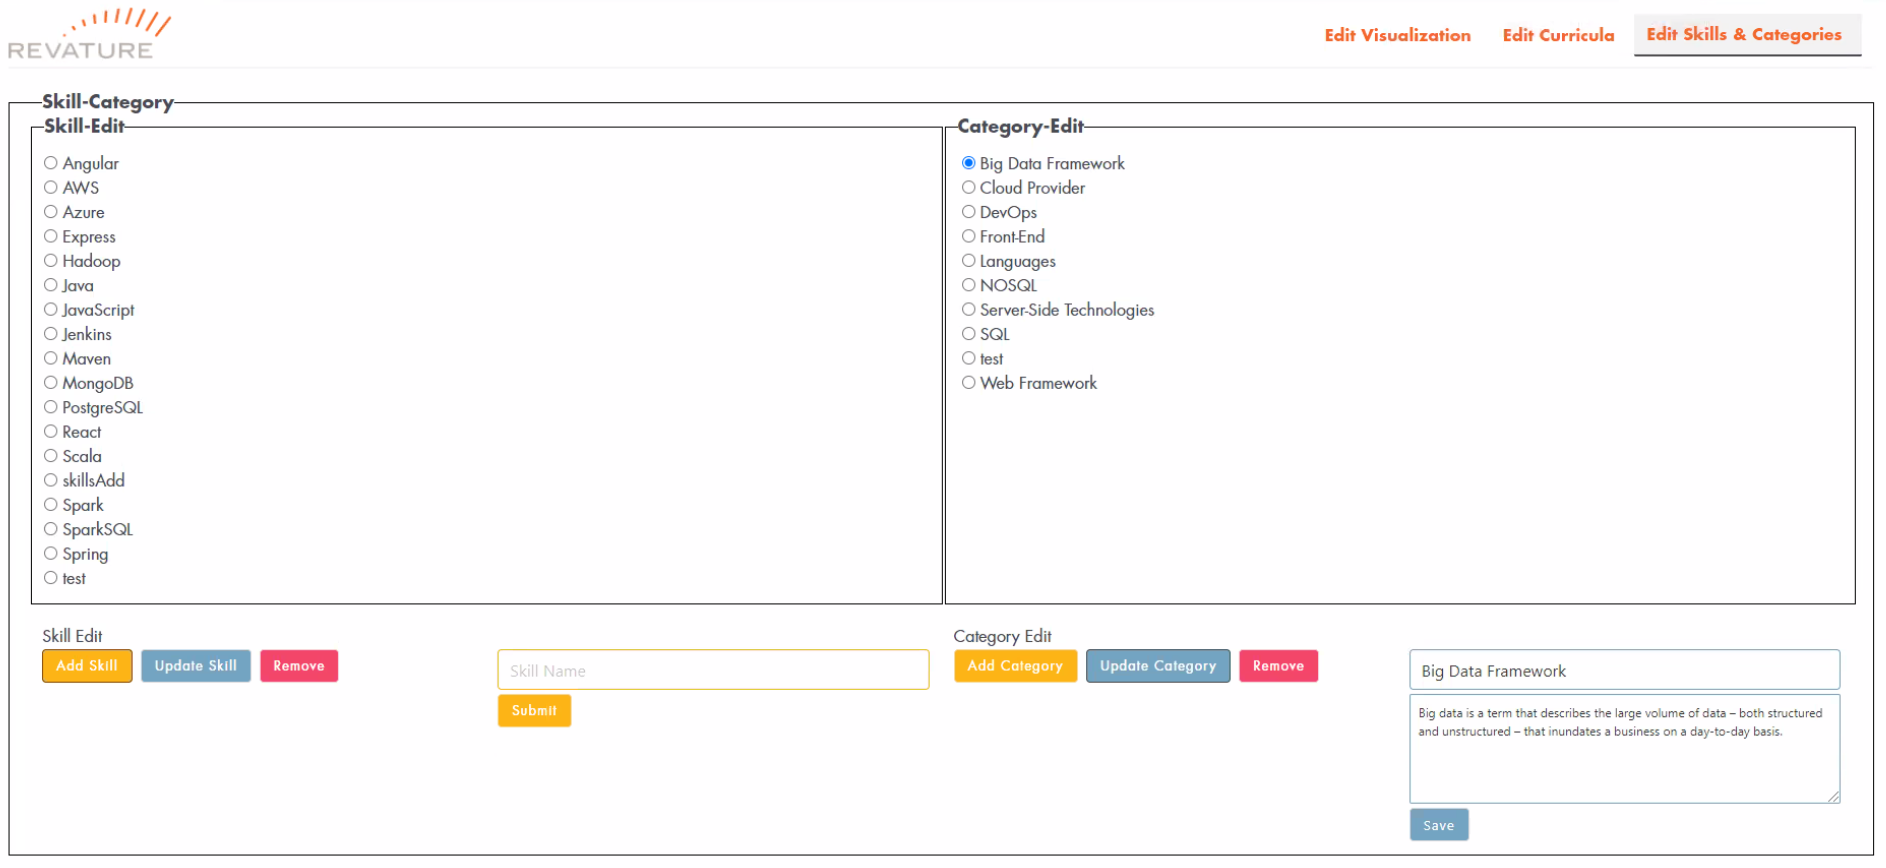 REVATURE
Edit Visualization
Edit Curricula
Edit Skills & Categories
Skill-Category
Skill-Edit
Angular
AWS
Azure
Express
Hadoop
Java
JavaScript
Jenkins
Maven
MongoDB
PostgreSQL
React
Scala
skillsAdd
Spark
SparkSQL
Spring
test
Category-Edit
Big Data Framework
Cloud Provider
DevOps
Front-End
Languages
NOSQL
Server-Side Technologies
SQL
test
Web Framework
Skill Edit
Add Skill
Update Skill
Remove
Skill Name
Submit
Category Edit
Add Category
Update Category
Remove
Big Data Framework
Big data is a term that describes the large volume of data – both structured
and unstructured – that inundates a business on a day-to-day basis.
Save